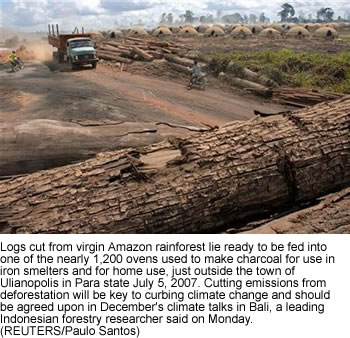 Logs cut from virgin Amazon rainforest lie ready to be fed into
one of the nearly 1,200 ovens used to make charcoal for use in
iron smelters and for home use, just outside the town of
Ulianopolis in Para state July 5, 2007. Cutting emissions from
deforestation will be key to curbing climate change and should
be agreed upon in December's climate talks in Bali, a leading
Indonesian forestry researcher said on Monday.
(REUTERS/Paulo Santos)